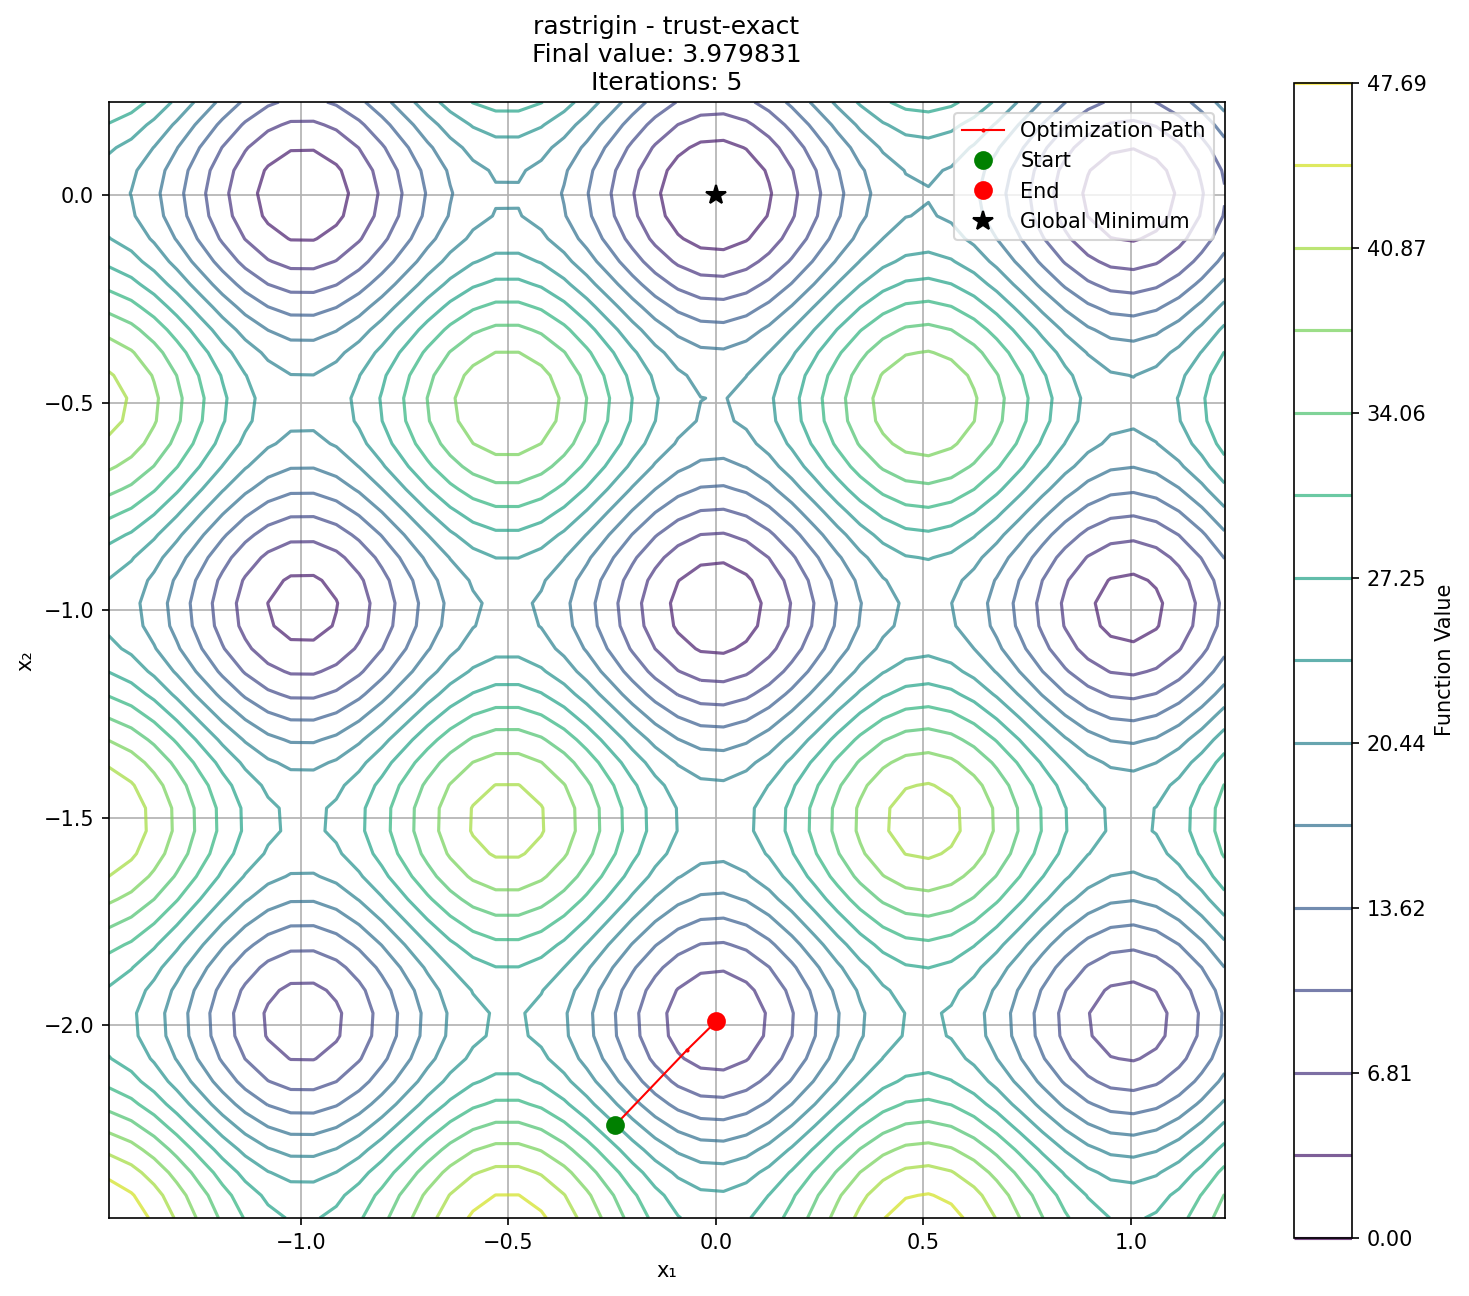 rastrigin - trust-exact
Final value: 3.979831
Iterations: 5
Optimization Path
Start
End
Global Minimum
0.0
−0.5
−1.0
−1.5
−2.0
x₂
−1.0
−0.5
0.0
0.5
1.0
x₁
47.69
40.87
34.06
27.25
20.44
13.62
6.81
0.00
Function Value